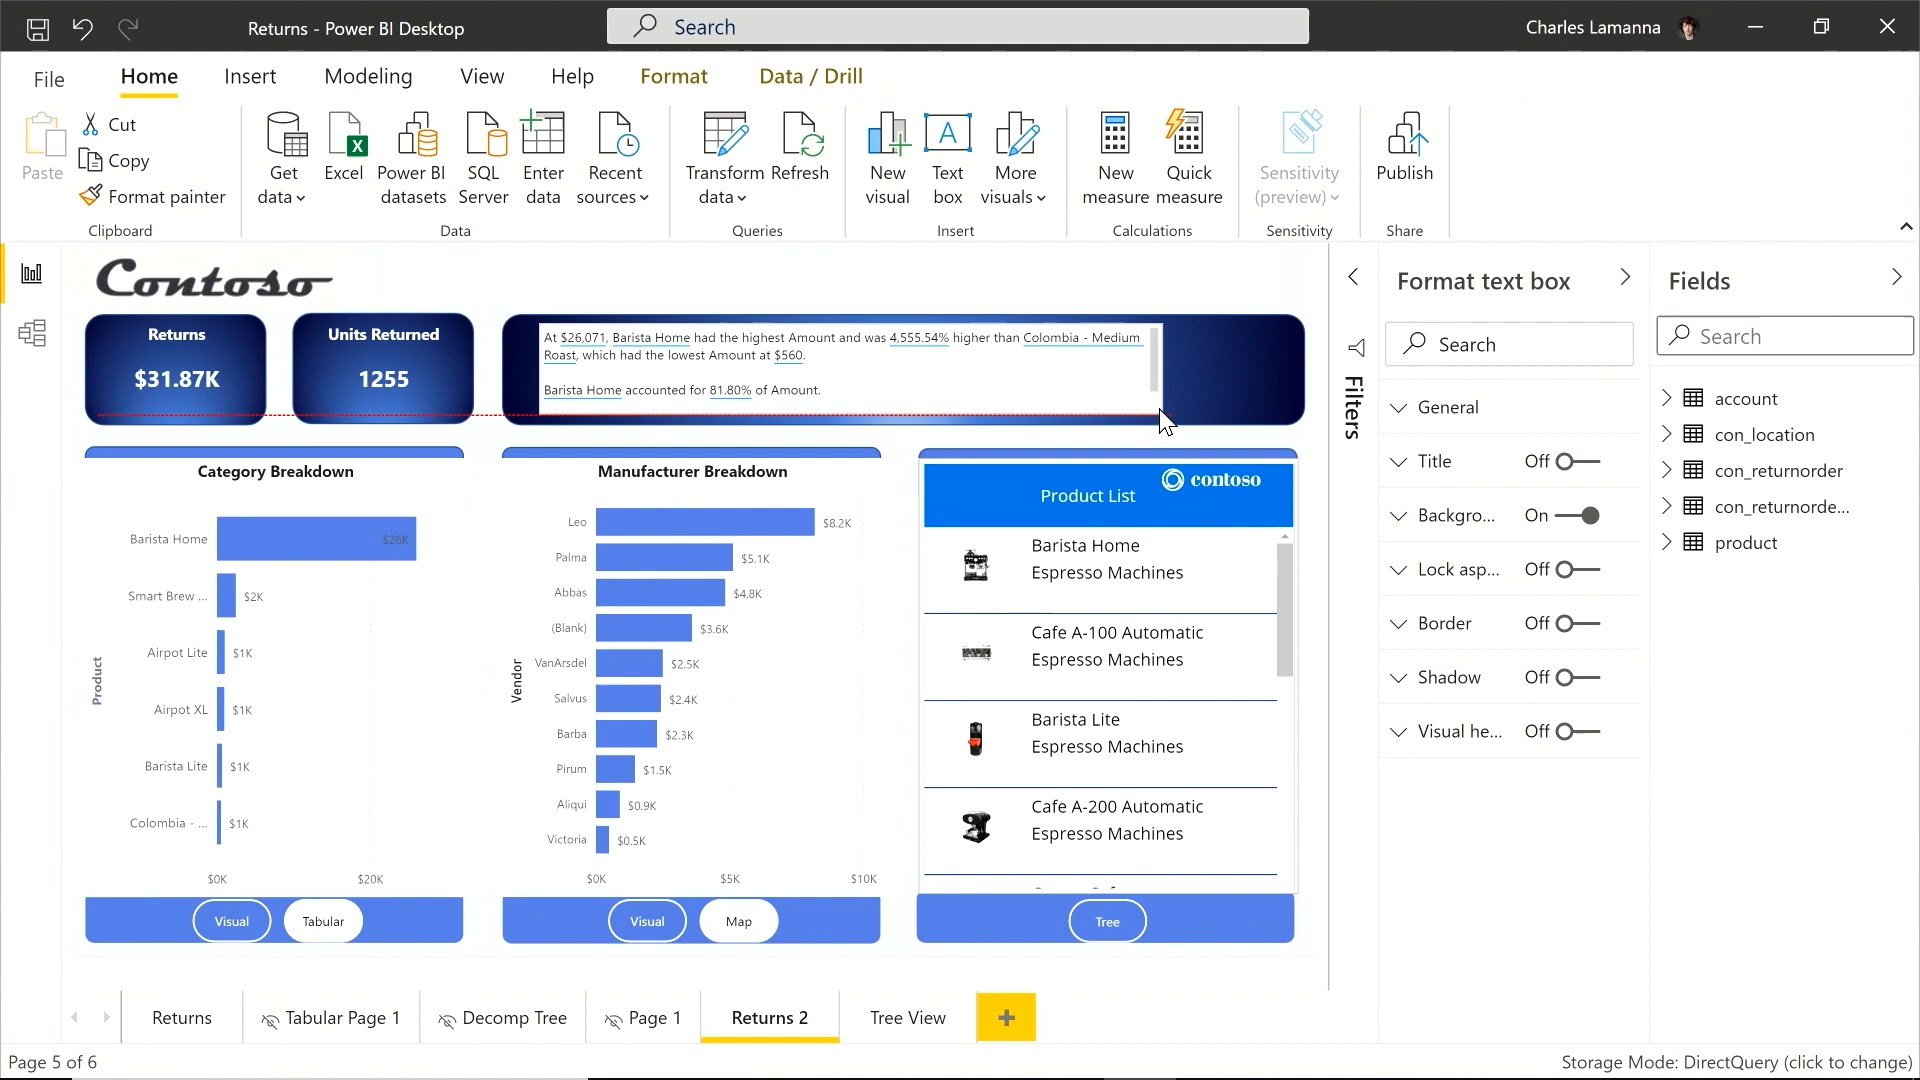 Returns - Power BI Desktop
Search
Charles Lamanna
File
Home
Insert
Modeling
View
Help
Format
Data / Drill
Paste
Cut
Copy
Format painter
Clipboard
Get data
Excel
Power BI datasets
SQL Server
Enter data
Recent sources
Data
Transform data
Refresh
Queries
New visual
A
Text box
More visuals
Insert
New measure
Quick measure
Calculations
Sensitivity (preview)
Sensitivity
Publish
Share
Contoso
Returns
$31.87K
Units Returned
1255
At $26,071, Barista Home had the highest Amount and was 4,555.54% higher than Colombia - Medium
Roast, which had the lowest Amount at $560.
Barista Home accounted for 81.80% of Amount.
Category Breakdown
Product
Barista Home $26K
Smart Brew ... $2K
Airpot Lite $1K
Airpot XL $1K
Barista Lite $1K
Colombia - ... $1K
$0K $20K
Visual
Tabular
Manufacturer Breakdown
Vendor
Leo $8.2K
Palma $5.1K
Abbas $4.8K
(Blank) $3.6K
VanArsdel $2.5K
Salvus $2.4K
Barba $2.3K
Pirum $1.5K
Aliqui $0.9K
Victoria $0.5K
$0K $5K $10K
Visual
Map
Product List
contoso
Barista Home
Espresso Machines
Cafe A-100 Automatic
Espresso Machines
Barista Lite
Espresso Machines
Cafe A-200 Automatic
Espresso Machines
Tree
Filters
Format text box
Search
General
Title Off
Backgro... On
Lock asp... Off
Border Off
Shadow Off
Visual he... Off
Fields
Search
account
con_location
con_returnorder
con_returnorde...
product
Returns
Tabular Page 1
Decomp Tree
Page 1
Returns 2
Tree View
+
Page 5 of 6
Storage Mode: DirectQuery (click to change)